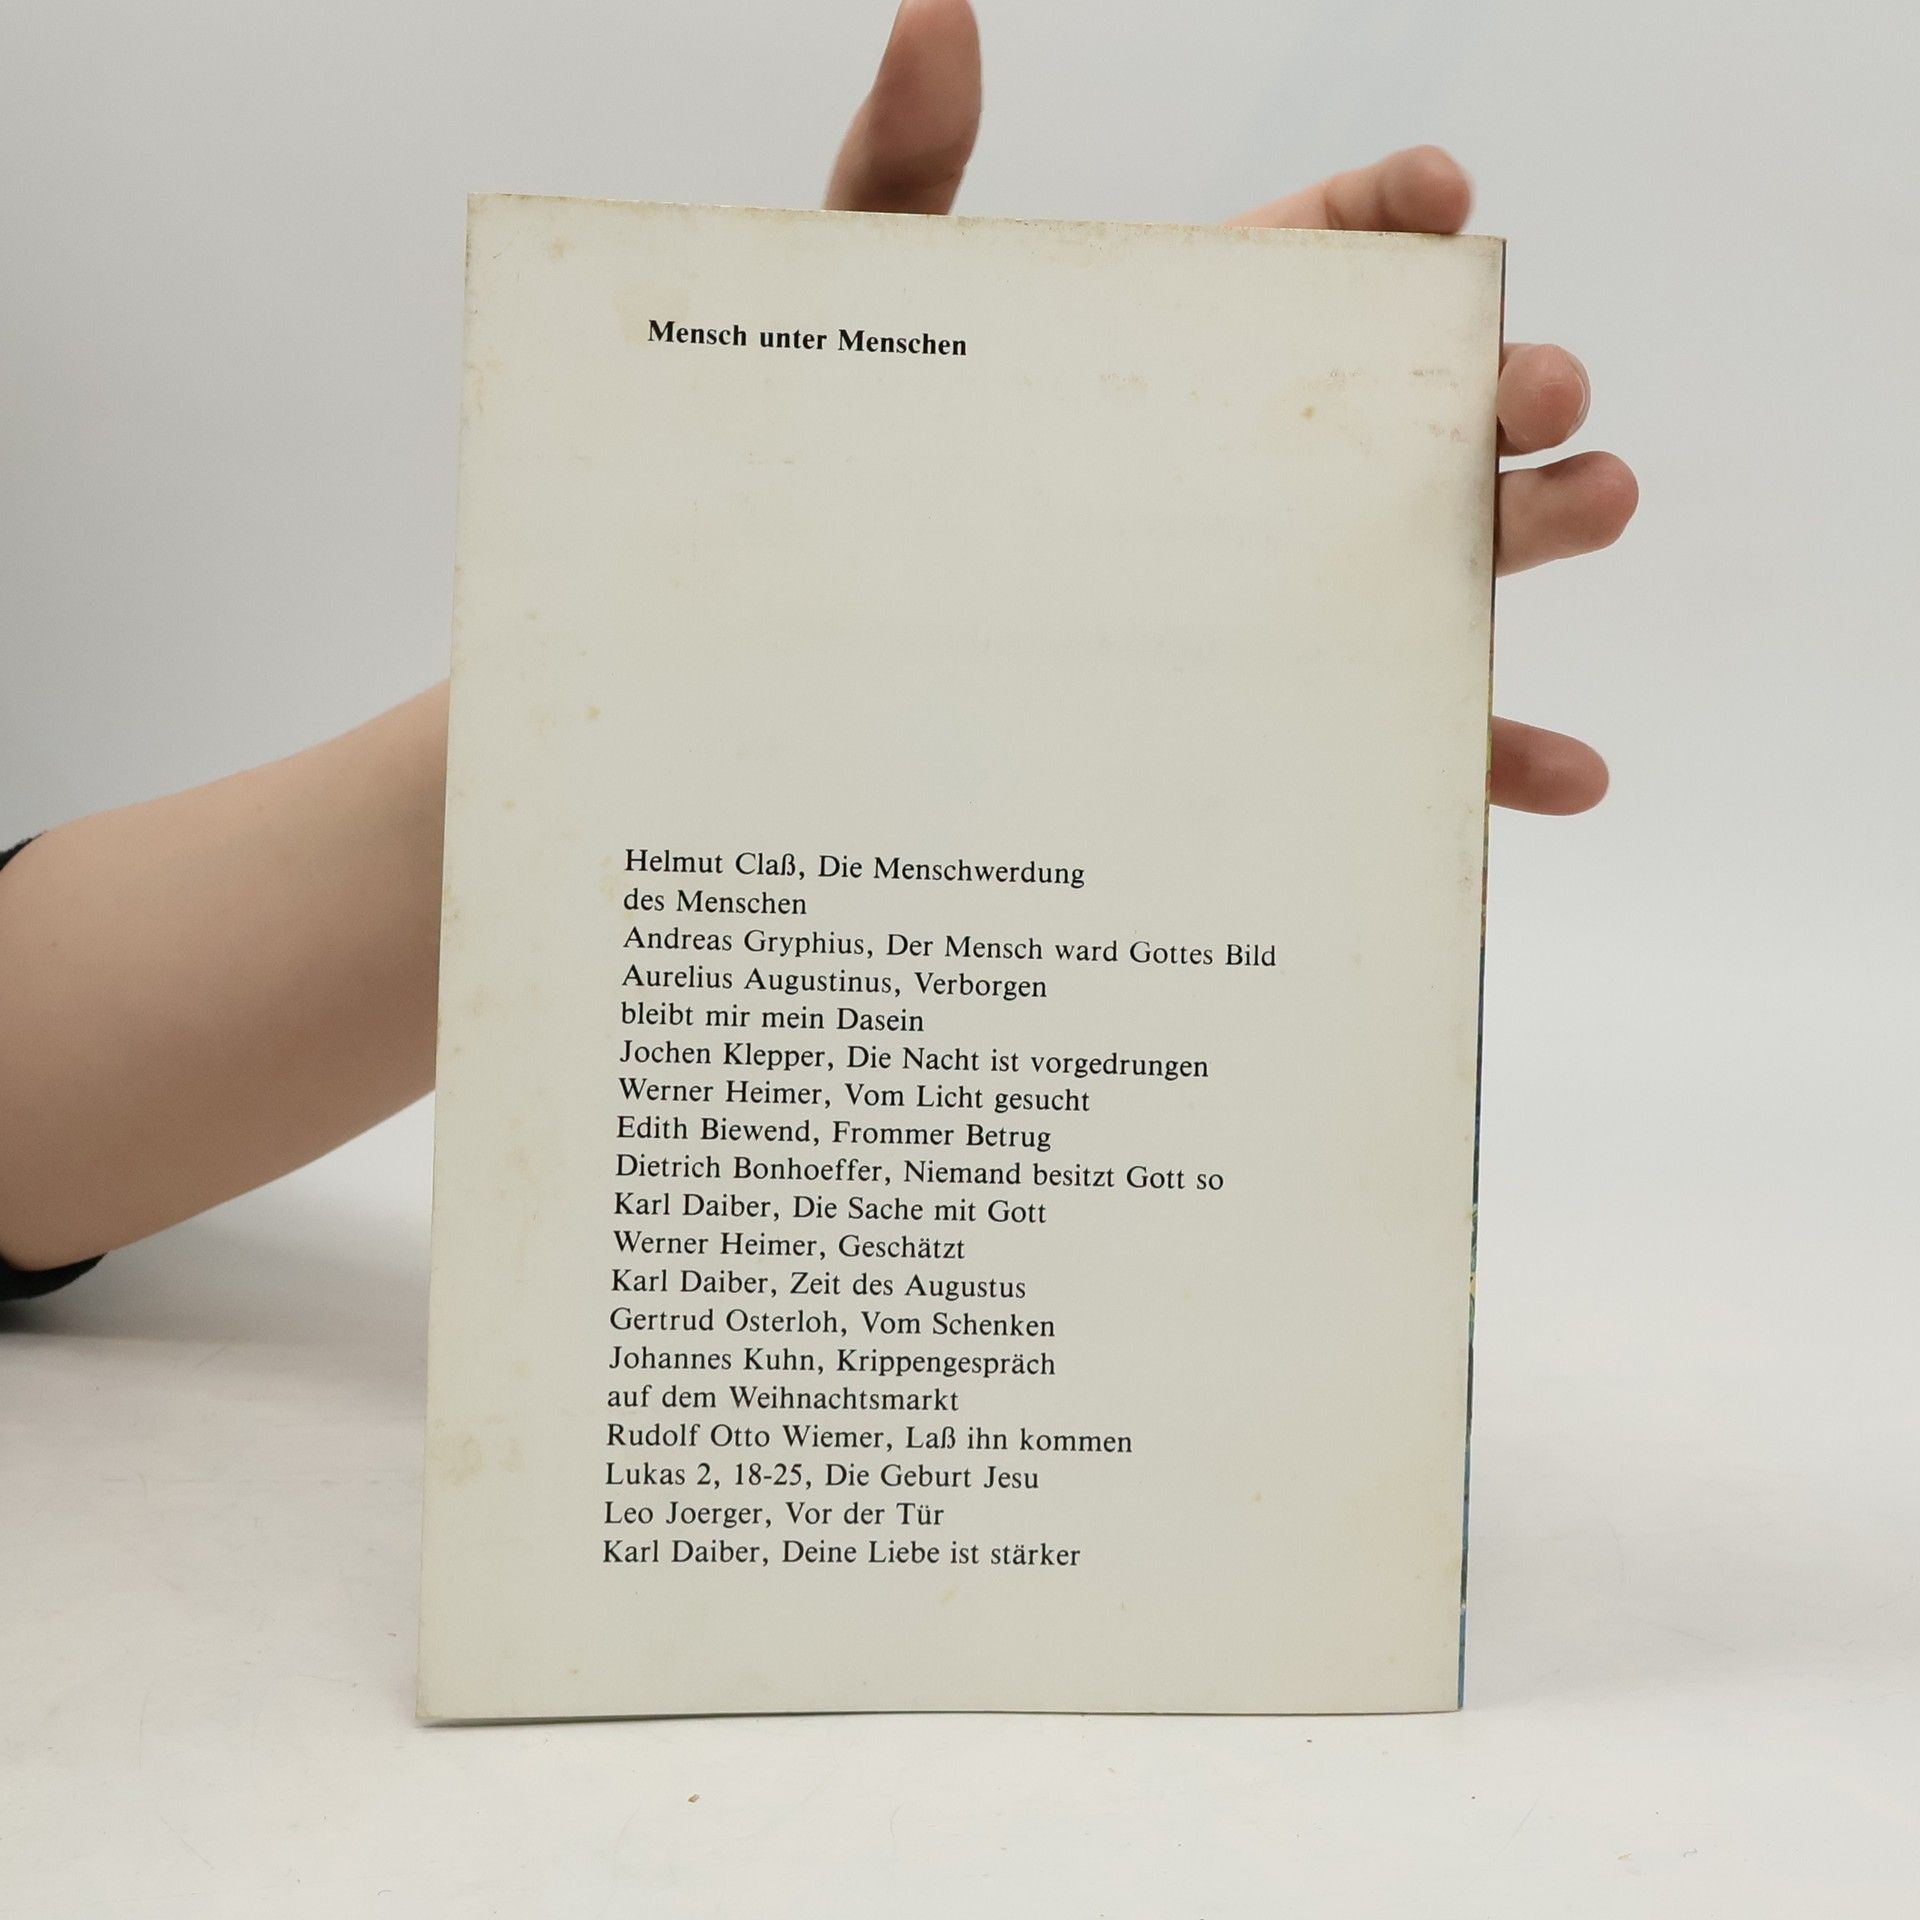 Mensch unter Menschen
Helmut Claß, Die Menschwerdung
des Menschen
Andreas Gryphius, Der Mensch ward Gottes Bild
Aurelius Augustinus, Verborgen
bleibt mir mein Dasein
Jochen Klepper, Die Nacht ist vorgedrungen
Werner Heimer, Vom Licht gesucht
Edith Biewend, Frommer Betrug
Dietrich Bonhoeffer, Niemand besitzt Gott so
Karl Daiber, Die Sache mit Gott
Werner Heimer, Geschätzt
Karl Daiber, Zeit des Augustus
Gertrud Osterloh, Vom Schenken
Johannes Kuhn, Krippengespräch
auf dem Weihnachtsmarkt
Rudolf Otto Wiemer, Laß ihn kommen
Lukas 2, 18-25, Die Geburt Jesu
Leo Joerger, Vor der Tür
Karl Daiber, Deine Liebe ist stärker